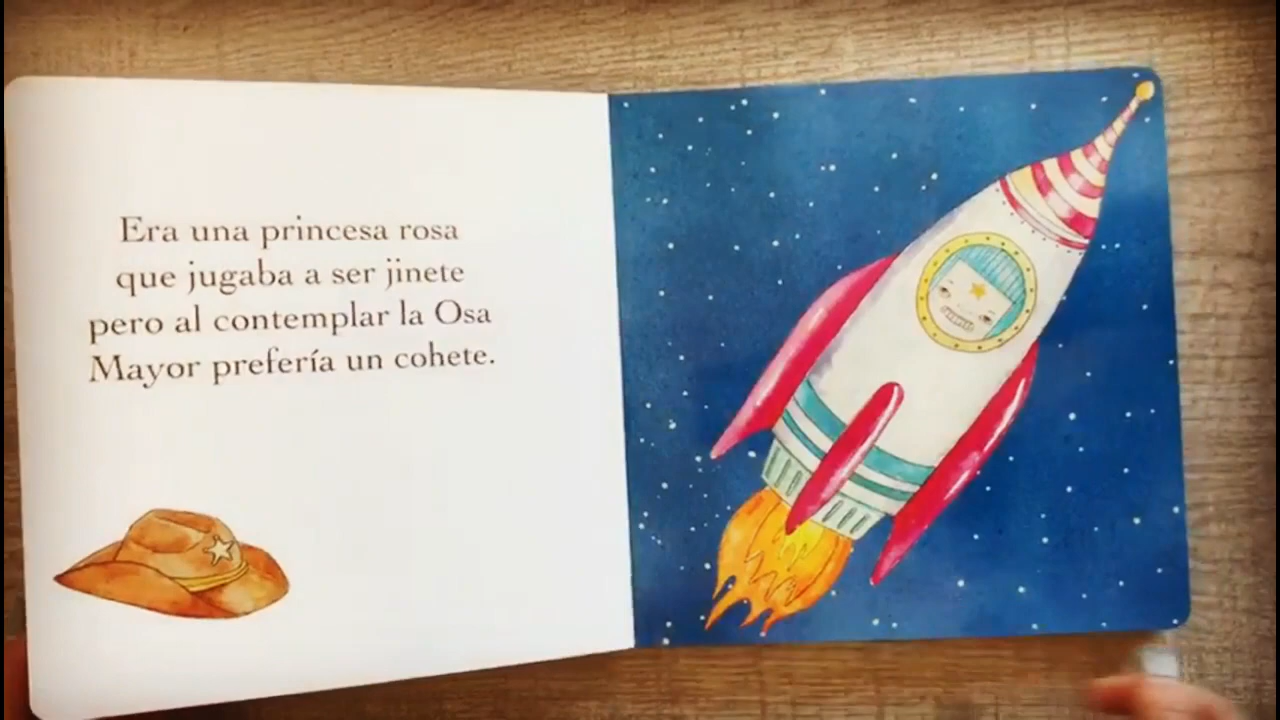 Era una princesa rosa
que jugaba a ser jinete
pero al contemplar la Osa
Mayor prefería un cohete.